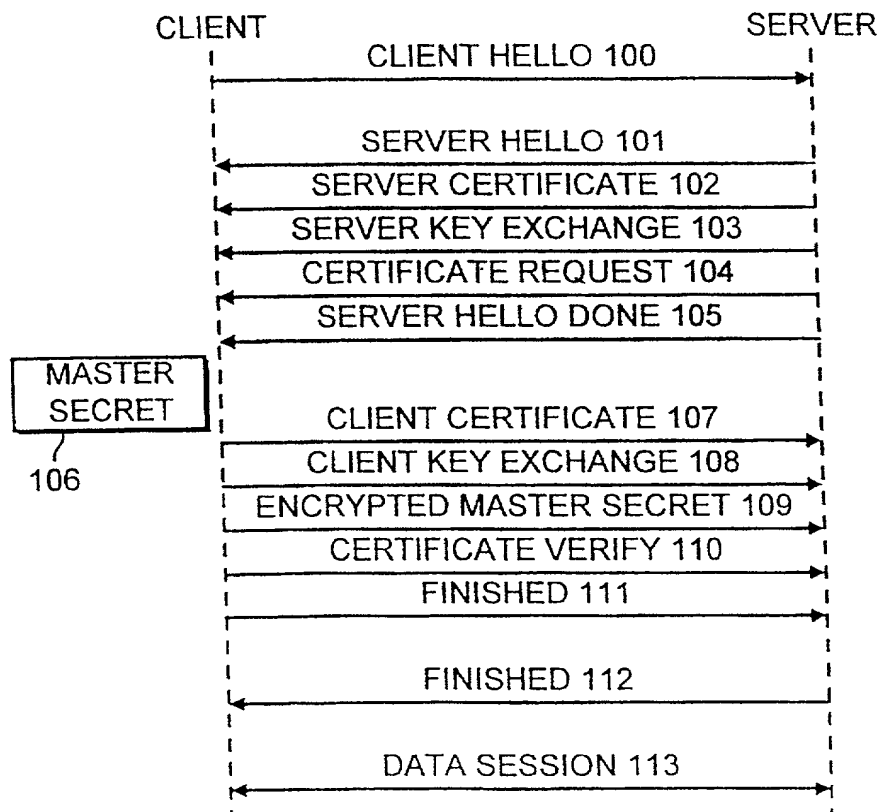 CLIENT
SERVER
CLIENT HELLO 100
SERVER HELLO 101
SERVER CERTIFICATE 102
SERVER KEY EXCHANGE 103
CERTIFICATE REQUEST 104
SERVER HELLO DONE 105
MASTER
SECRET
106
CLIENT CERTIFICATE 107
CLIENT KEY EXCHANGE 108
ENCRYPTED MASTER SECRET 109
CERTIFICATE VERIFY 110
FINISHED 111
FINISHED 112
DATA SESSION 113